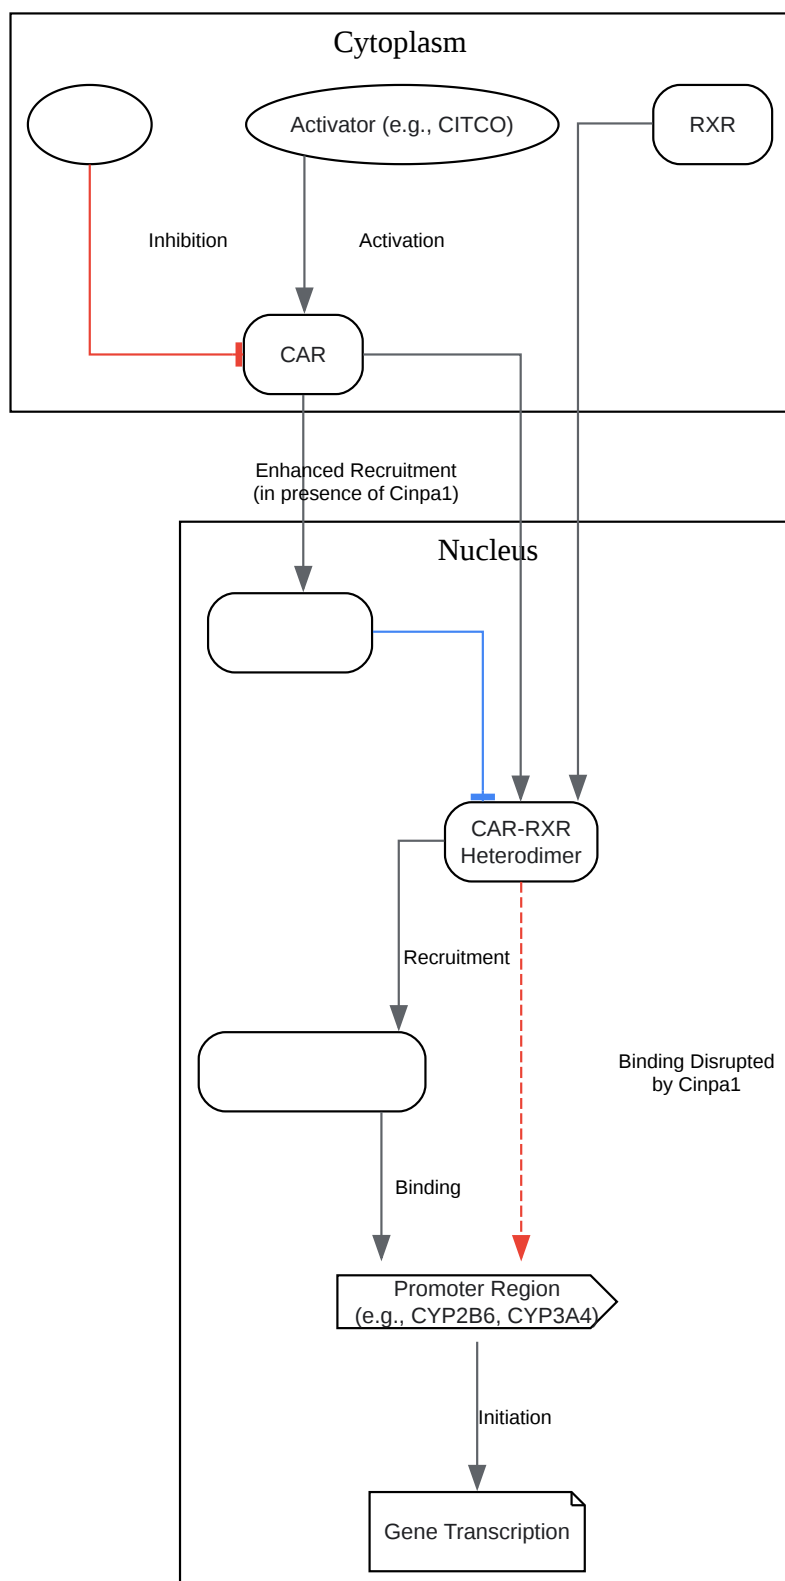 Cytoplasm
Activator (e.g., CITCO)
RXR
Inhibition
Activation
CAR
Enhanced Recruitment
(in presence of Cinpa1)
Nucleus
CAR-RXR
Heterodimer
Recruitment
Binding Disrupted
by Cinpa1
Binding
Promoter Region
(e.g., CYP2B6, CYP3A4)
Initiation
Gene Transcription